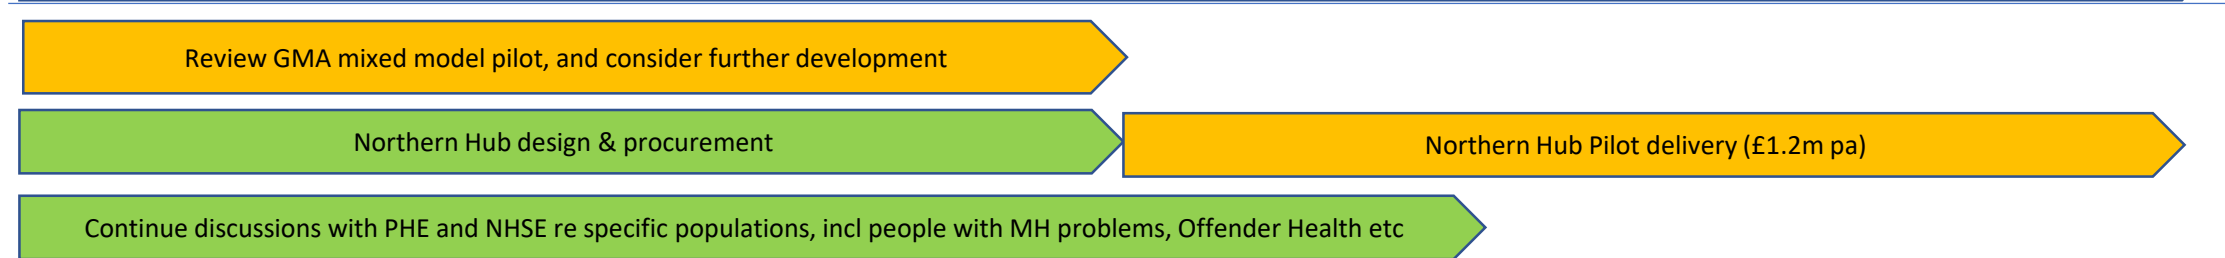 Review GMA mixed model pilot, and consider further development
Northern Hub design & procurement
Northern Hub Pilot delivery (£1.2m pa)
Continue discussions with PHE and NHSE re specific populations, incl people with MH problems, Offender Health etc